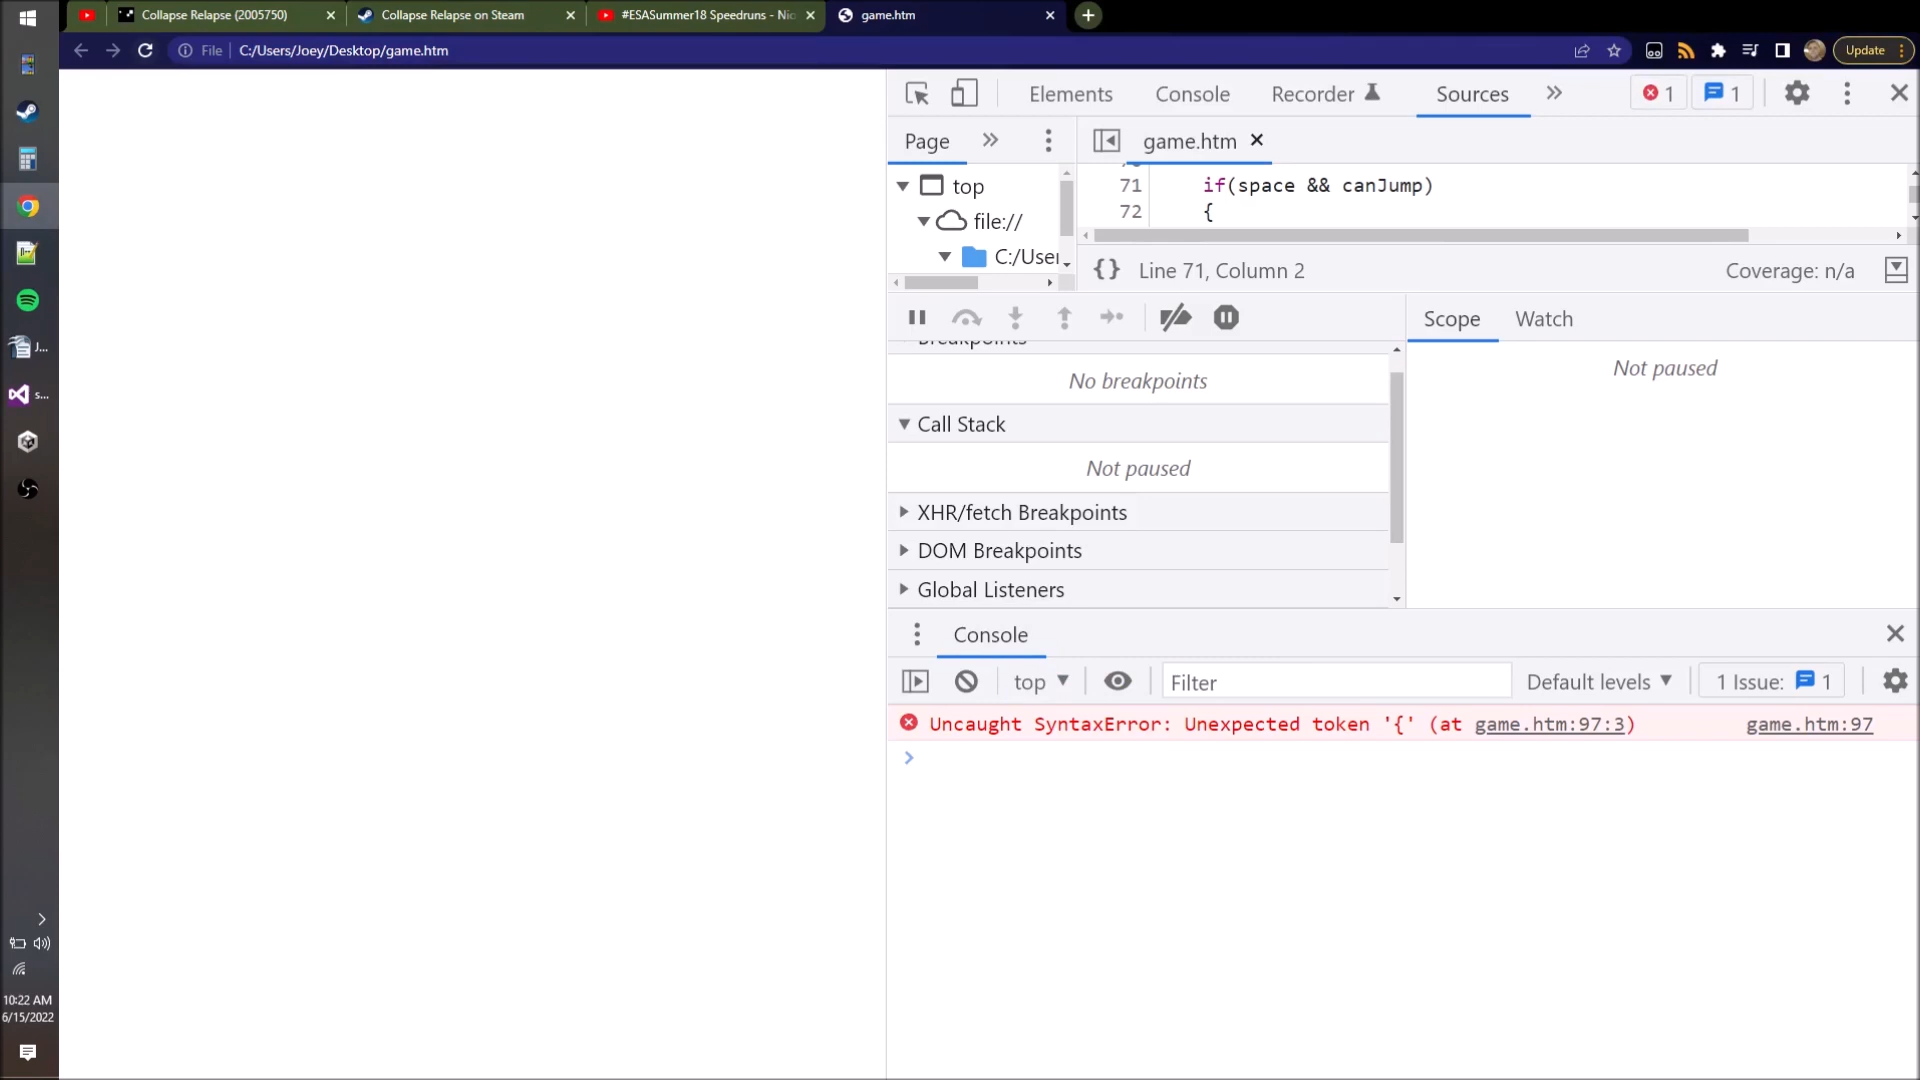 Collapse Relapse (2005750)
Collapse Relapse on Steam
#ESASummer18 Speedruns - Nic
game.htm
File
C:/Users/Joey/Desktop/game.htm
Update
Elements
Console
Recorder
Sources
1
1
Page
game.htm
top
file://
C:/User
71 if(space && canJump)
72 {
{} Line 71, Column 2
Coverage: n/a
Breakpoints
No breakpoints
Call Stack
Not paused
XHR/fetch Breakpoints
DOM Breakpoints
Global Listeners
Scope
Watch
Not paused
Console
top
Filter
Default levels
1 Issue: 1
Uncaught SyntaxError: Unexpected token '{' (at game.htm:97:3)
game.htm:97
J...
s...
10:22 AM
6/15/2022